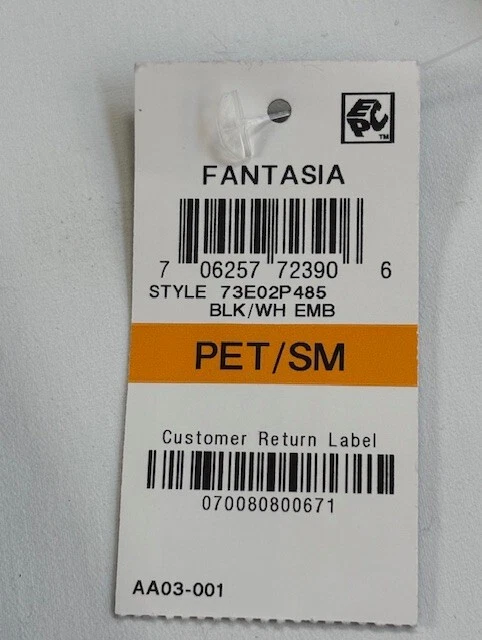 EPC
TM
FANTASIA
7 06257 72390 6
STYLE 73E02P485
BLK/WH EMB
PET/SM
Customer Return Label
070080800671
AA03-001